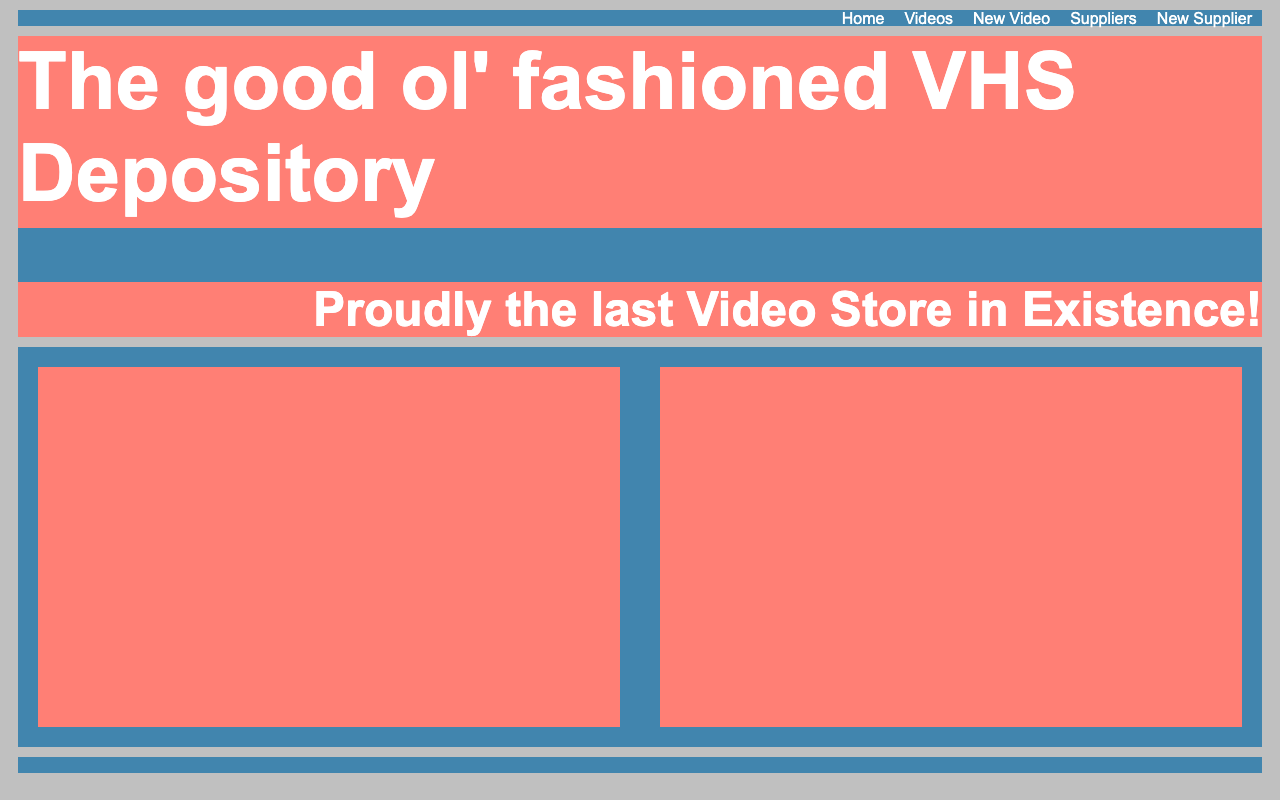 Home Videos New Video Suppliers New Supplier
The good ol' fashioned VHS
Depository
Proudly the last Video Store in Existence!